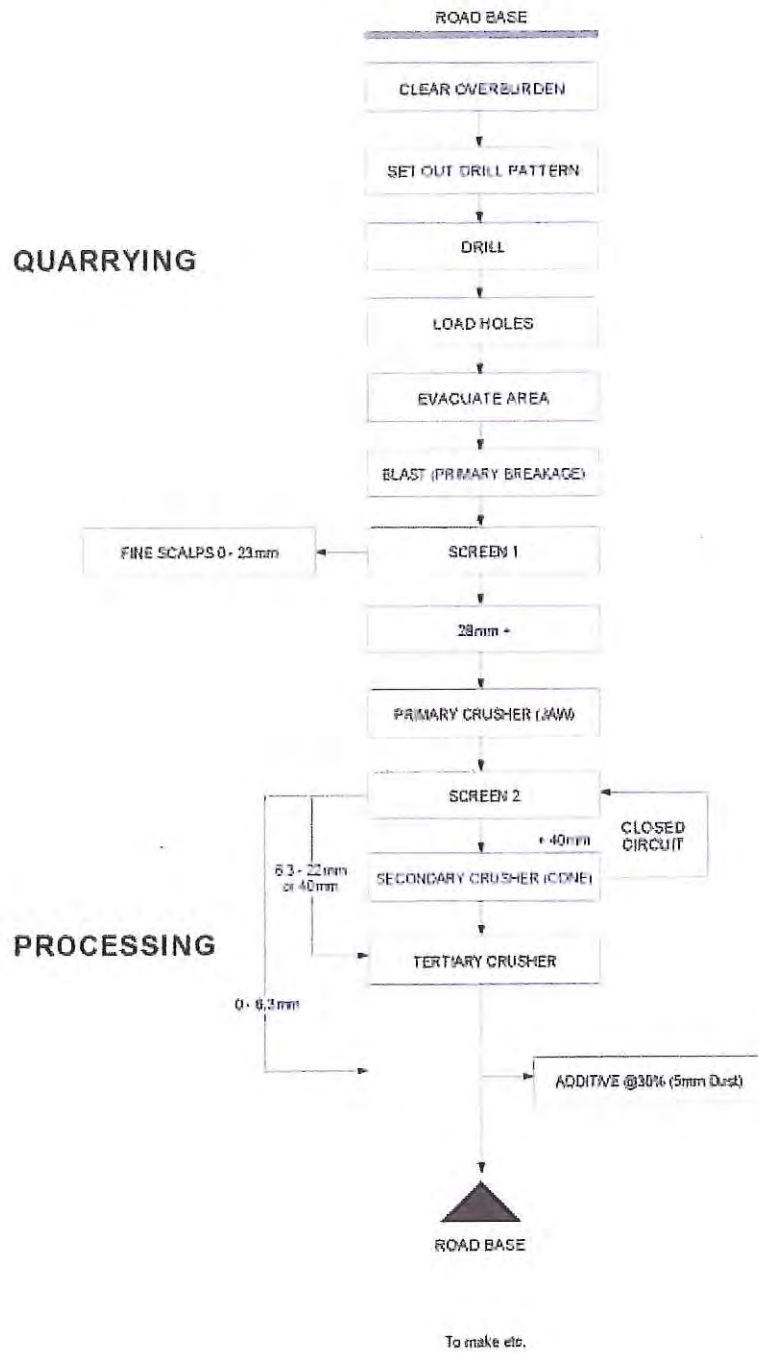 ROAD BASE
CLEAR OVERBURDEN
SET OUT DRILL PATTERN
DRILL
QUARRYING
LOAD HOLES
EVACUATE AREA
BLAST (PRIMARY BREAKAGE)
FINE SCALPS 0 - 23mm
SCREEN 1
28mm +
PRIMARY CRUSHER (JAW)
SCREEN 2
CLOSED
CIRCUIT
+ 40mm
6.3 - 22mm
or 40mm
SECONDARY CRUSHER (CONE)
PROCESSING
TERTIARY CRUSHER
0 - 6.3mm
ADDITIVE @30% (5mm Dust)
ROAD BASE
To make etc.